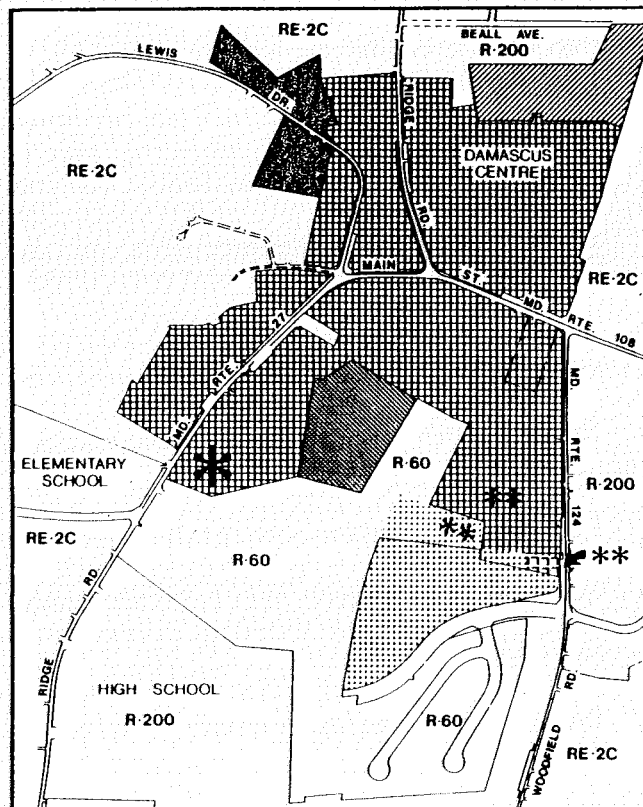 RE-2C
BEALL AVE.
R-200
LEWIS
DR.
RIDGE
RD.
DAMASCUS
CENTRE
RE-2C
MAIN
ST.
MD. RTE.
108
RE-2C
MD. RTE. 27
MD. RTE. 124
ELEMENTARY
SCHOOL
R-60
R-200
**
**
**
RE-2C
R-60
RIDGE
RD.
HIGH SCHOOL
R-200
R-60
WOODFIELD
RD.
RE-2C